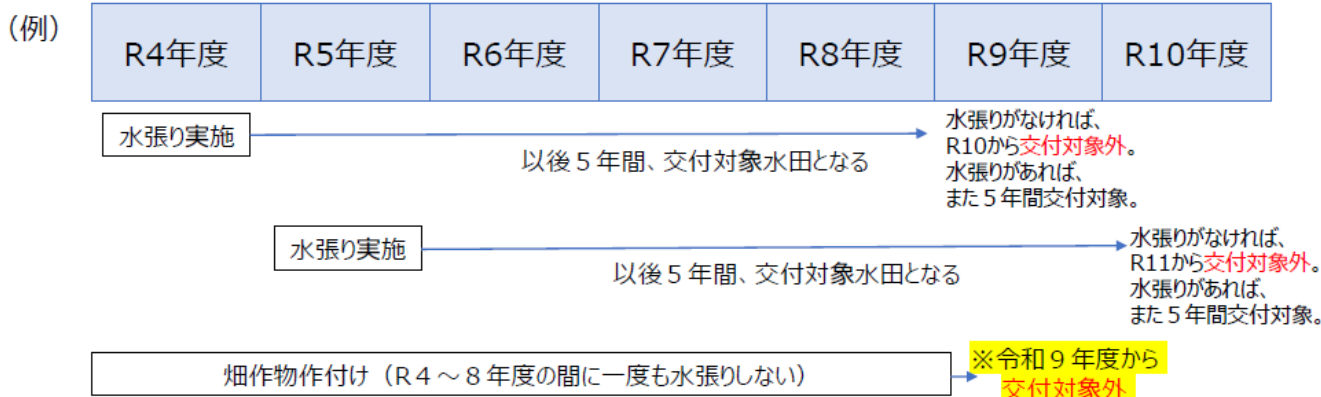 (例)
R4年度 R5年度 R6年度 R7年度 R8年度 R9年度 R10年度
水張り実施
以後5年間、交付対象水田となる
水張りがなければ、
R10から交付対象外。
水張りがあれば、
また5年間交付対象。
水張り実施
以後5年間、交付対象水田となる
水張りがなければ、
R11から交付対象外。
水張りがあれば、
また5年間交付対象。
畑作物作付け(R4~8年度の間に一度も水張りしない)
※令和9年度から
交付対象外